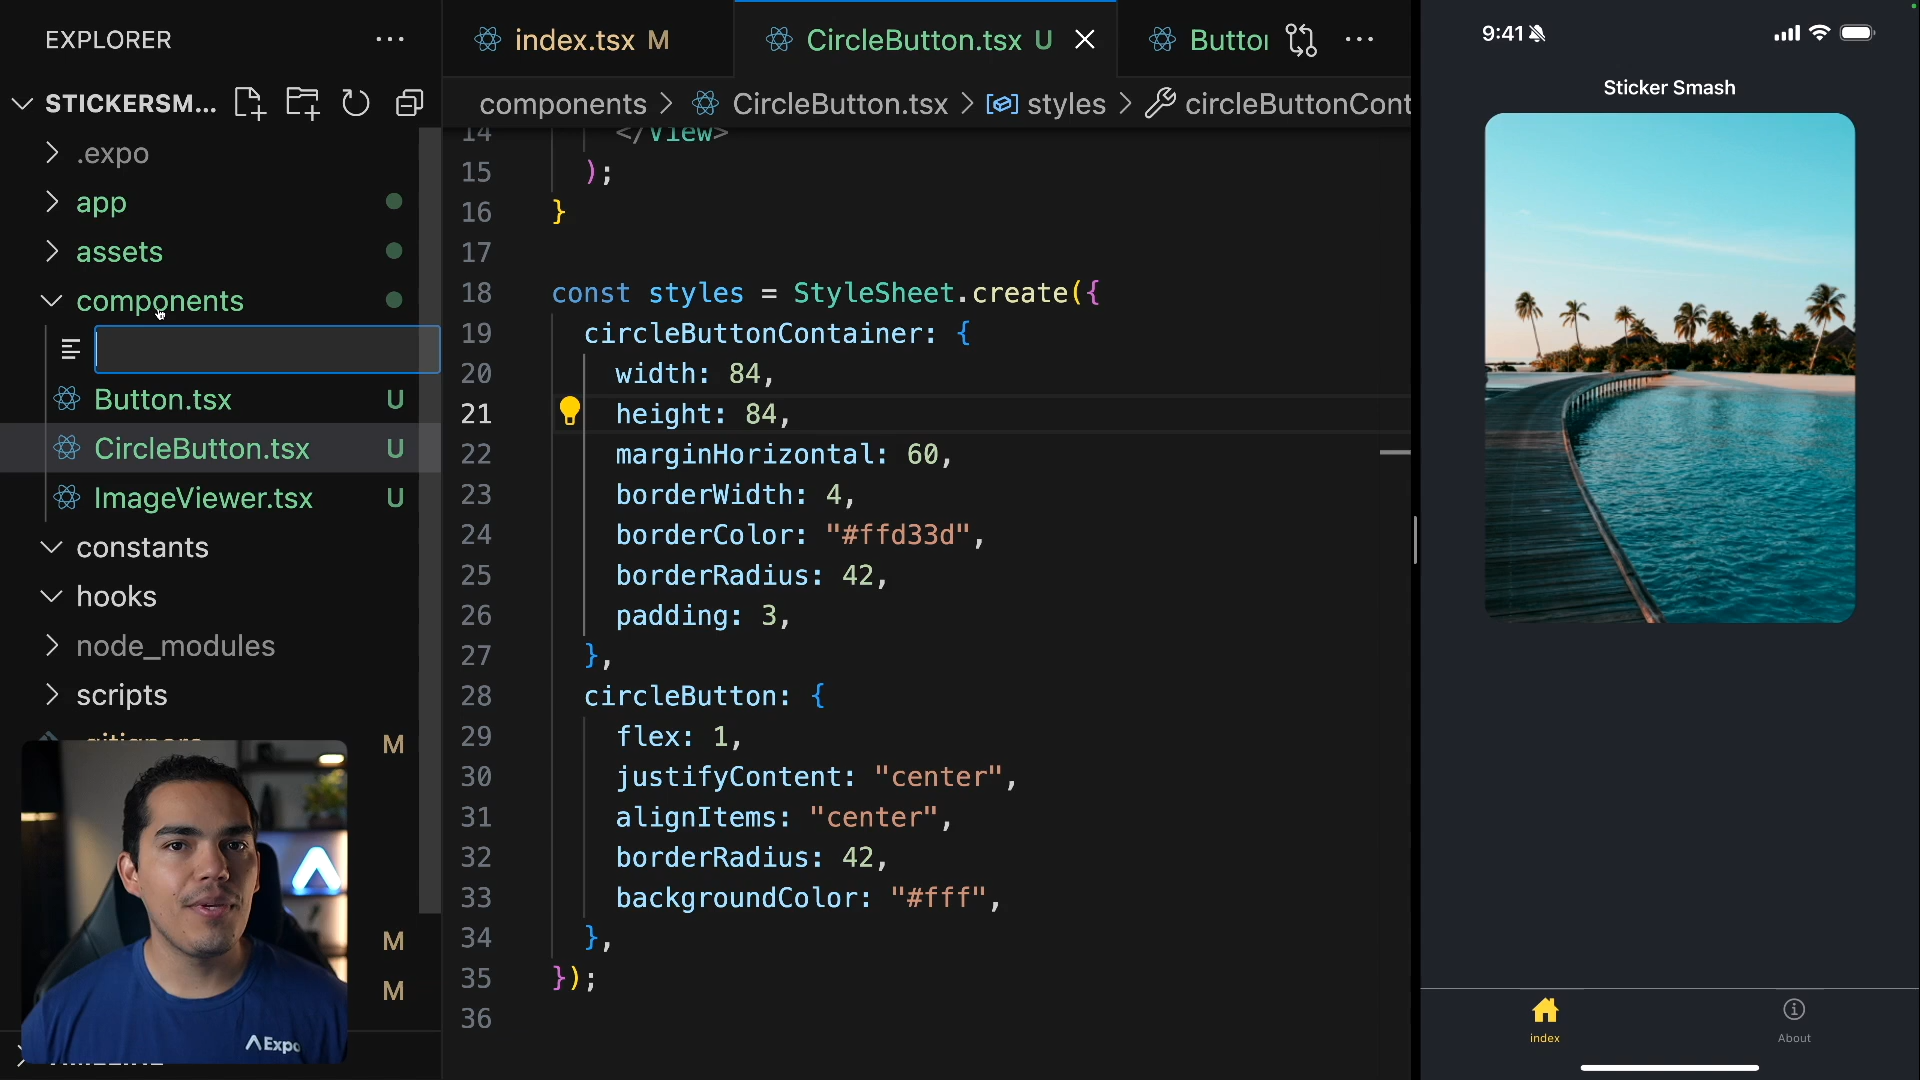 EXPLORER
STICKERSM...
.expo
app
assets
components
Button.tsx U
CircleButton.tsx U
ImageViewer.tsx U
constants
hooks
node_modules
scripts
M
M
M
index.tsx M
CircleButton.tsx U
components > CircleButton.tsx > styles > circleButtonCont
14 </View>
15 );
16 }
17
18 const styles = StyleSheet.create({
19 circleButtonContainer: {
20 width: 84,
21 height: 84,
22 marginHorizontal: 60,
23 borderWidth: 4,
24 borderColor: "#ffd33d",
25 borderRadius: 42,
26 padding: 3,
27 },
28 circleButton: {
29 flex: 1,
30 justifyContent: "center",
31 alignItems: "center",
32 borderRadius: 42,
33 backgroundColor: "#fff",
34 },
35 });
36
Expo
9:41
Sticker Smash
index
About